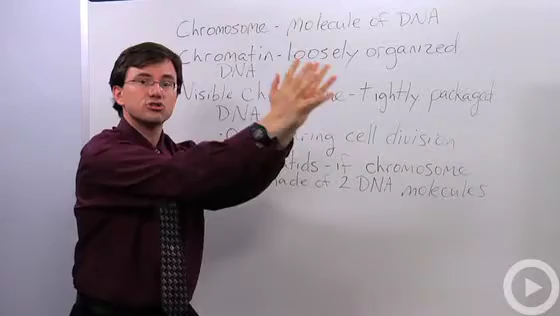 Chromosome - molecule of DNA
Chromatin - loosely organized
DNA
Visible - tightly packaged
DNA
cell division
- if chromosome
made of 2 DNA molecules